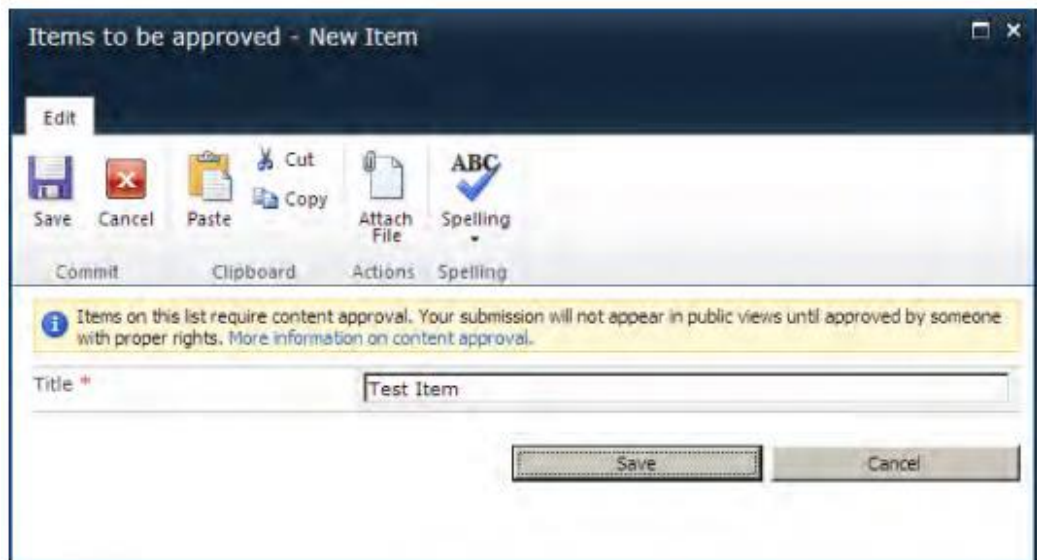 Items to be approved - New Item
Edit
Save
Cancel
Paste
Cut
Copy
Attach
File
ABC
Spelling
Commit
Clipboard
Actions
Spelling
Items on this list require content approval. Your submission will not appear in public views until approved by someone
with proper rights. More information on content approval.
Title *
Test Item
Save
Cancel